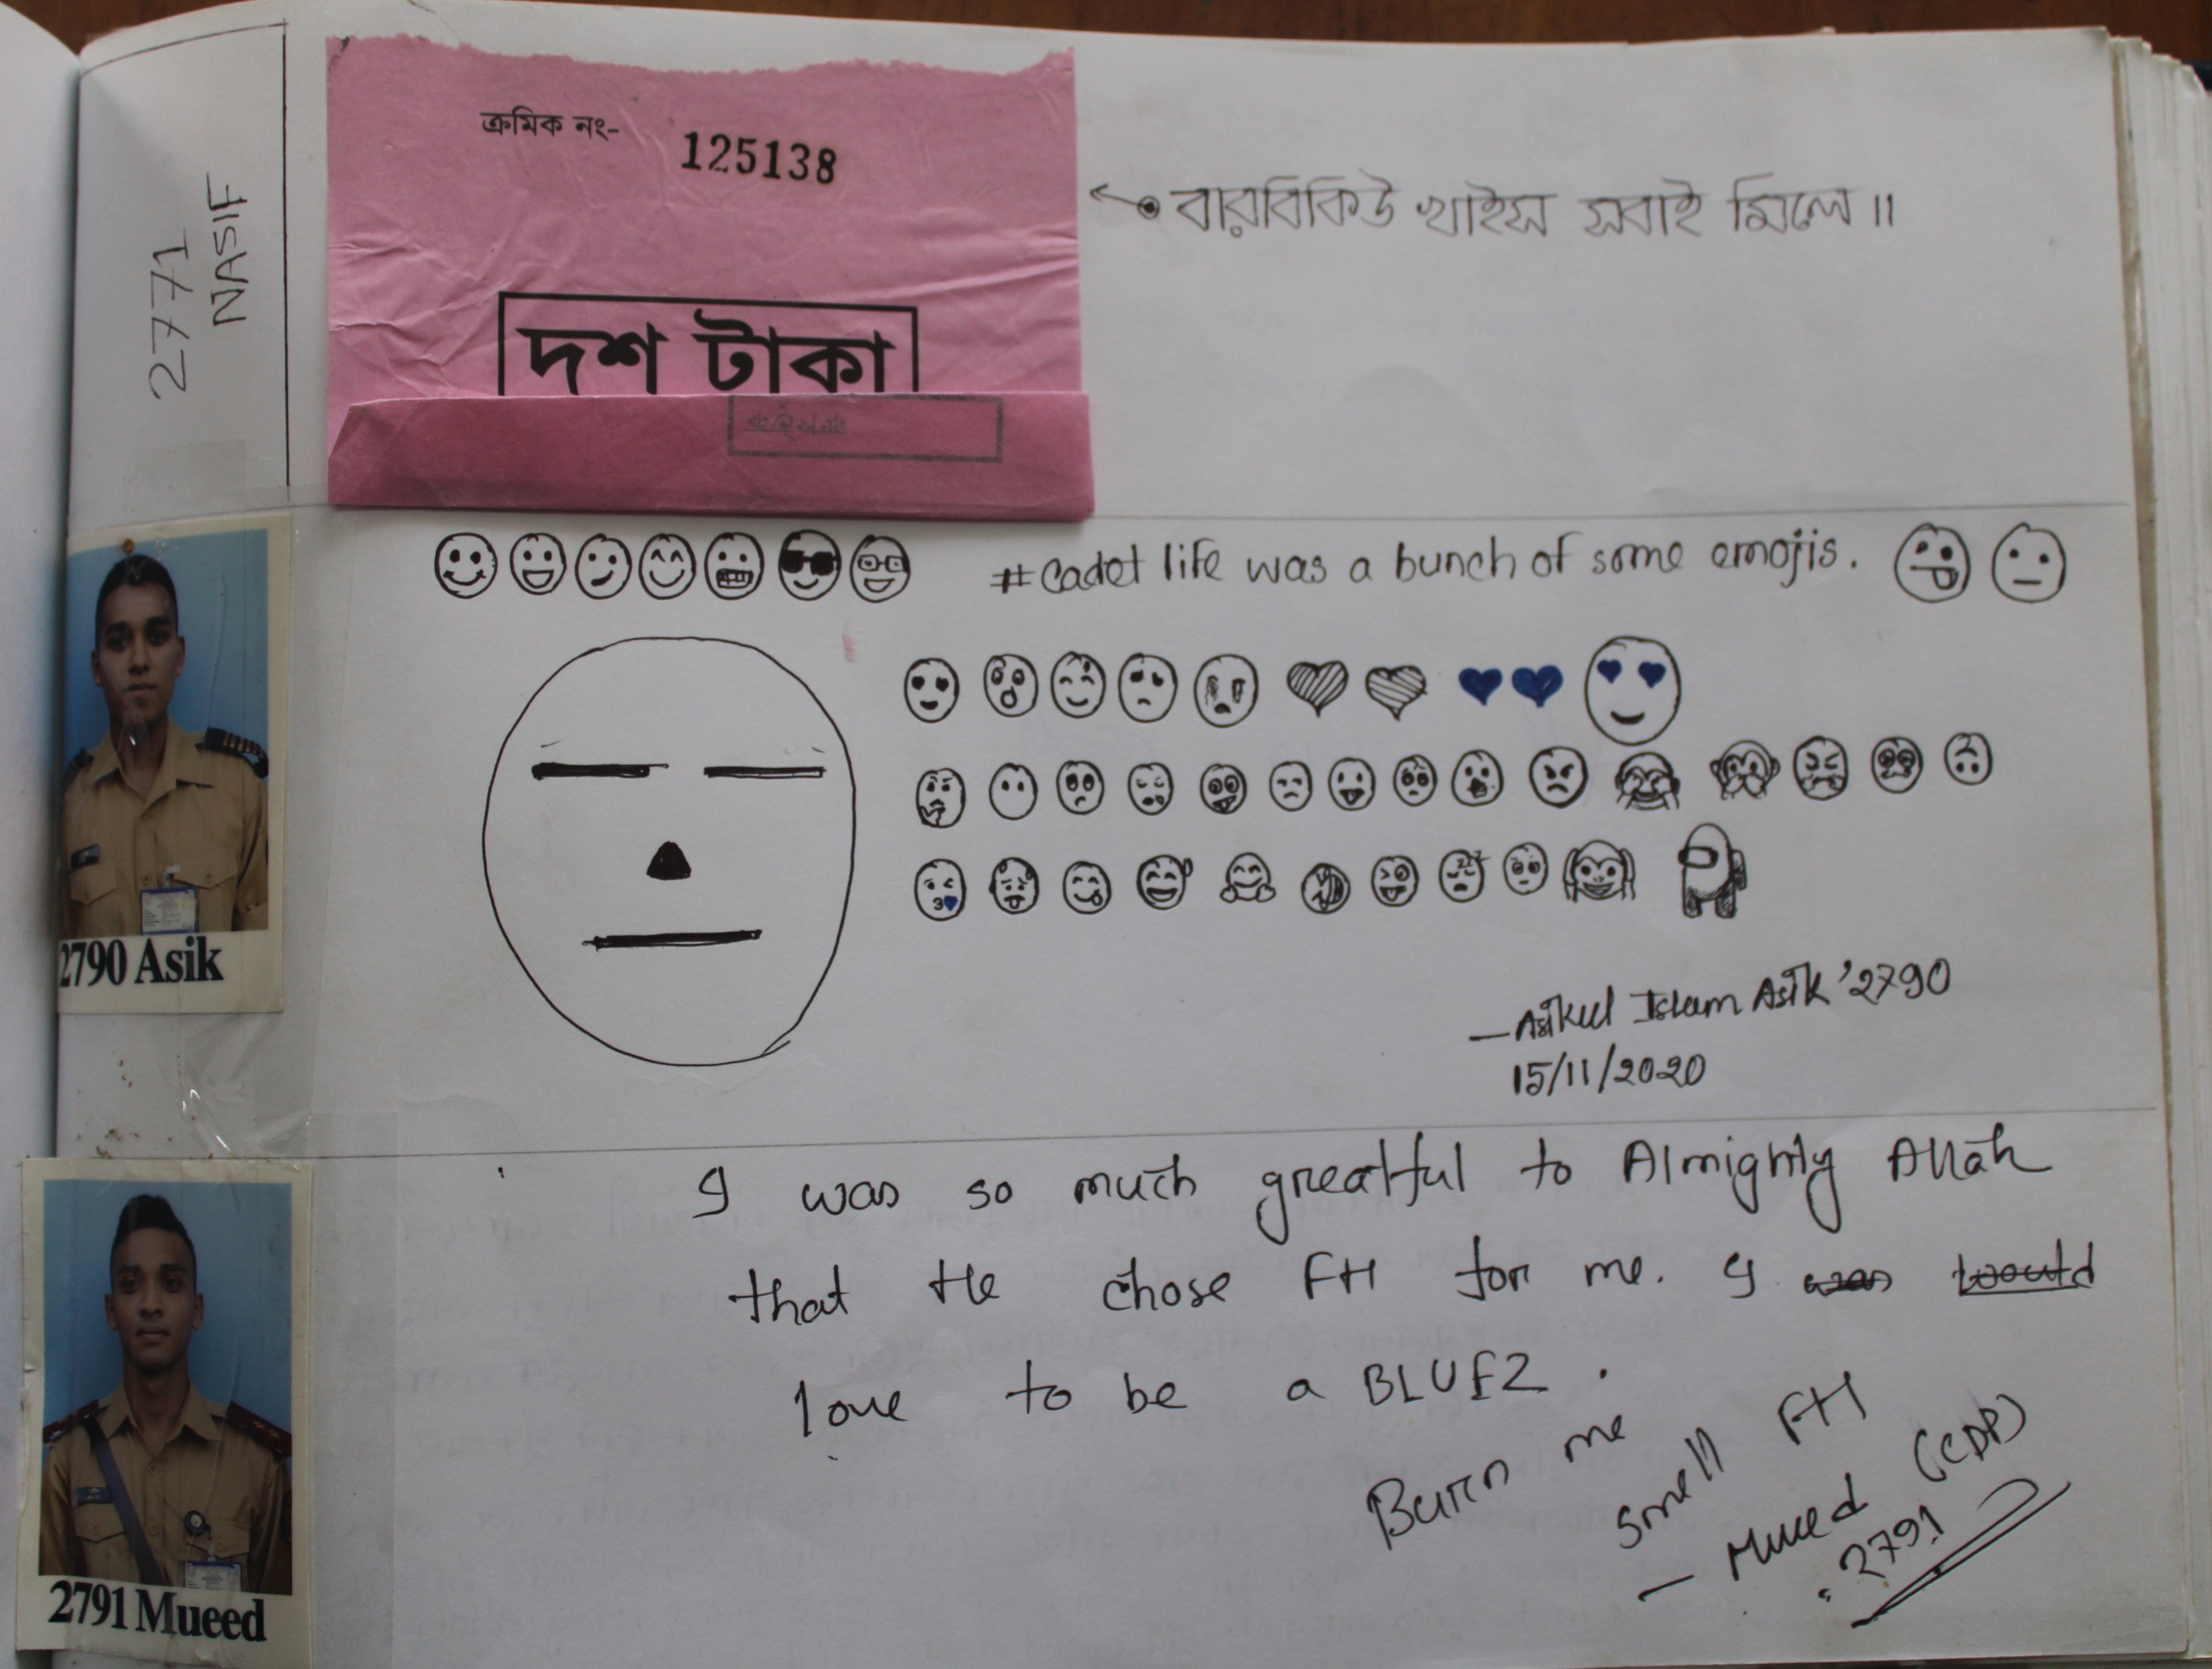 2771
NASIF
ক্রমিক নং- 125138
দশ টাকা
বারবিকিউ খাইস সবাই মিলে॥
#cadet life was a bunch of some emojis.
zzz
2790 Asik
—Asikul Islam Asik '2790
15/11/2020
I was so much greatful to Almighty Allah
that He chose FH for me. I was would
love to be a BLUEZ.
Burn me
smell FH
— Mueed (CDP)
2791
2791 Mueed